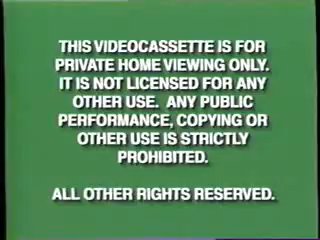 THIS VIDEOCASSETTE IS FOR
PRIVATE HOME VIEWING ONLY.
IT IS NOT LICENSED FOR ANY
OTHER USE.  ANY PUBLIC
PERFORMANCE, COPYING OR
OTHER USE IS STRICTLY
PROHIBITED.
ALL OTHER RIGHTS RESERVED.